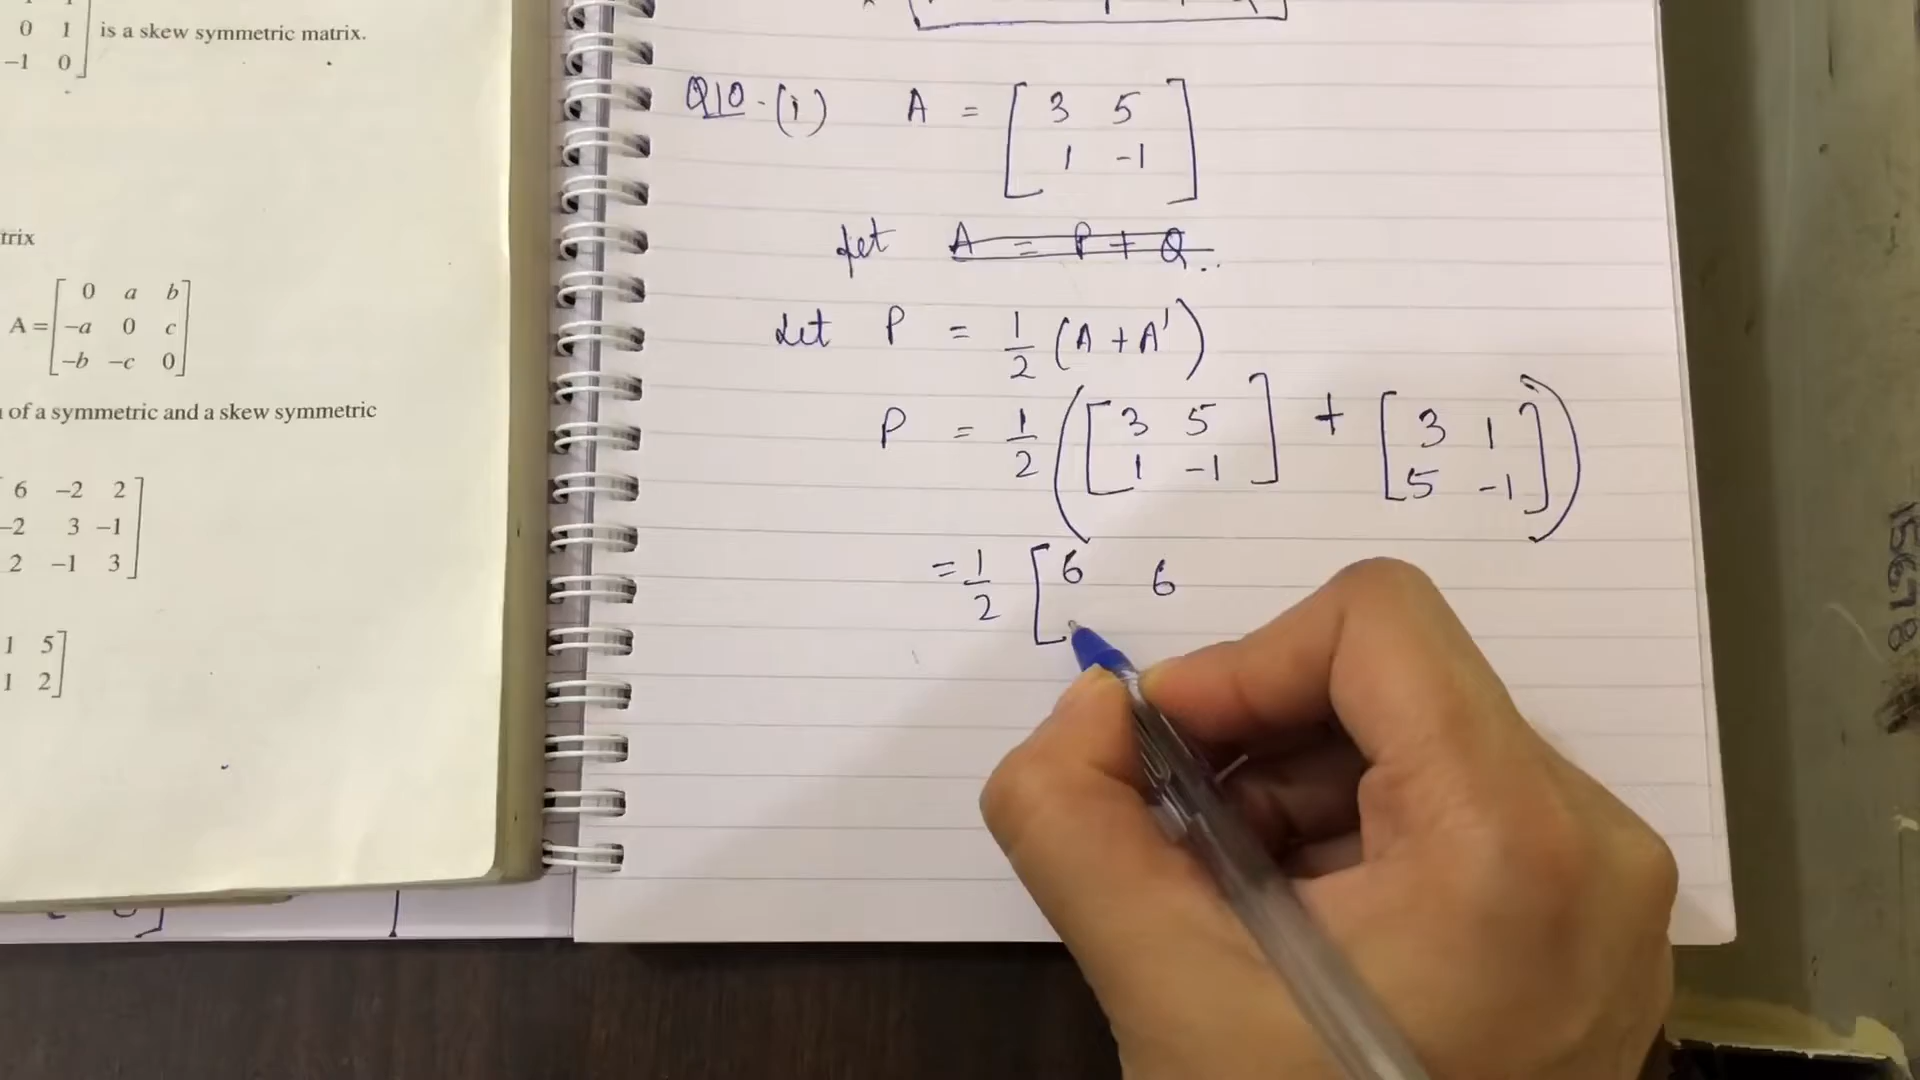 0 1
-1 0
is a skew symmetric matrix.
trix
A = 0 a b
-a 0 c
-b -c 0
of a symmetric and a skew symmetric
6 -2 2
-2 3 -1
2 -1 3
1 5
1 2
Q10.(i) A = [3 5
1 -1]
Let A = P + Q
Let P = 1/2 (A + A')
P = 1/2 ([3 5
1 -1] + [3 1
5 -1])
= 1/2 [6 6